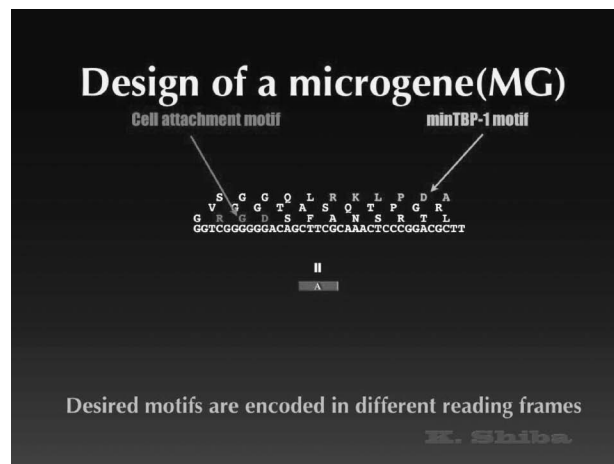 Design of a microgene(MG)
Cell attachment motif minTBP-1 motif
S G G Q L R K L P D A
V G G T A S Q T P G R
G R G D S F A N S R T L
GGTCGGGGGGACAGCTTCGCAAACTCCCGGACGCTT
=
A
Desired motifs are encoded in different reading frames
K. Shiba